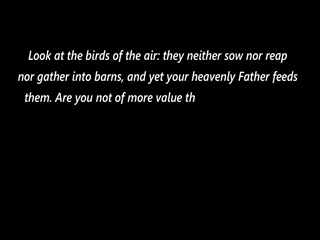 Look at the birds of the air: they neither sow nor reap
nor gather into barns, and yet your heavenly Father feeds
them. Are you not of more value th